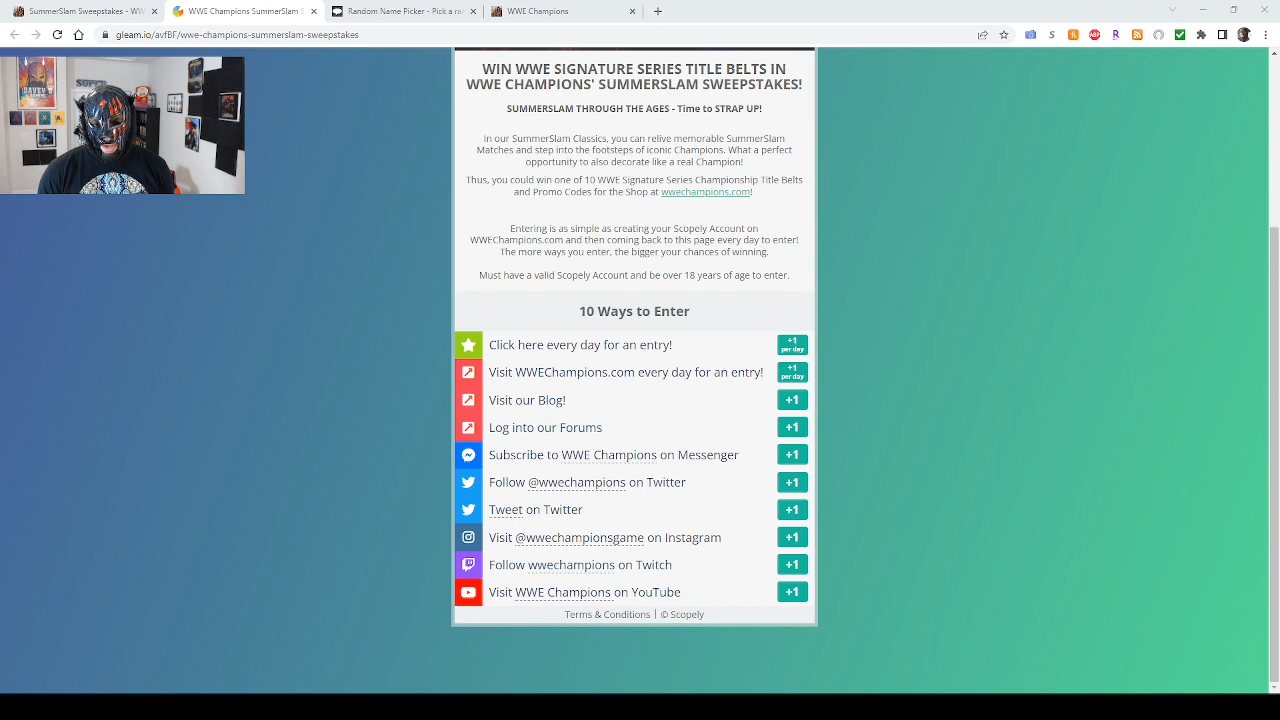 SummerSlam Sweepstakes - WW
WWE Champions SummerSlam S
Random Name Picker - Pick a ra
WWE Champions
gleam.io/avfBF/wwe-champions-summerslam-sweepstakes
WIN WWE SIGNATURE SERIES TITLE BELTS IN
WWE CHAMPIONS' SUMMERSLAM SWEEPSTAKES!
SUMMERSLAM THROUGH THE AGES - Time to STRAP UP!
In our SummerSlam Classics, you can relive memorable SummerSlam
Matches and step into the footsteps of iconic Champions. What a perfect
opportunity to also decorate like a real Champion!
Thus, you could win one of 10 WWE Signature Series Championship Title Belts
and Promo Codes for the Shop at wwechampions.com!
Entering is as simple as creating your Scopely Account on
WWEChampions.com and then coming back to this page every day to enter!
The more ways you enter, the bigger your chances of winning.
Must have a valid Scopely Account and be over 18 years of age to enter.
10 Ways to Enter
Click here every day for an entry! +1 per day
Visit WWEChampions.com every day for an entry! +1 per day
Visit our Blog! +1
Log into our Forums +1
Subscribe to WWE Champions on Messenger +1
Follow @wwechampions on Twitter +1
Tweet on Twitter +1
Visit @wwechampionsgame on Instagram +1
Follow wwechampions on Twitch +1
Visit WWE Champions on YouTube +1
Terms & Conditions | © Scopely